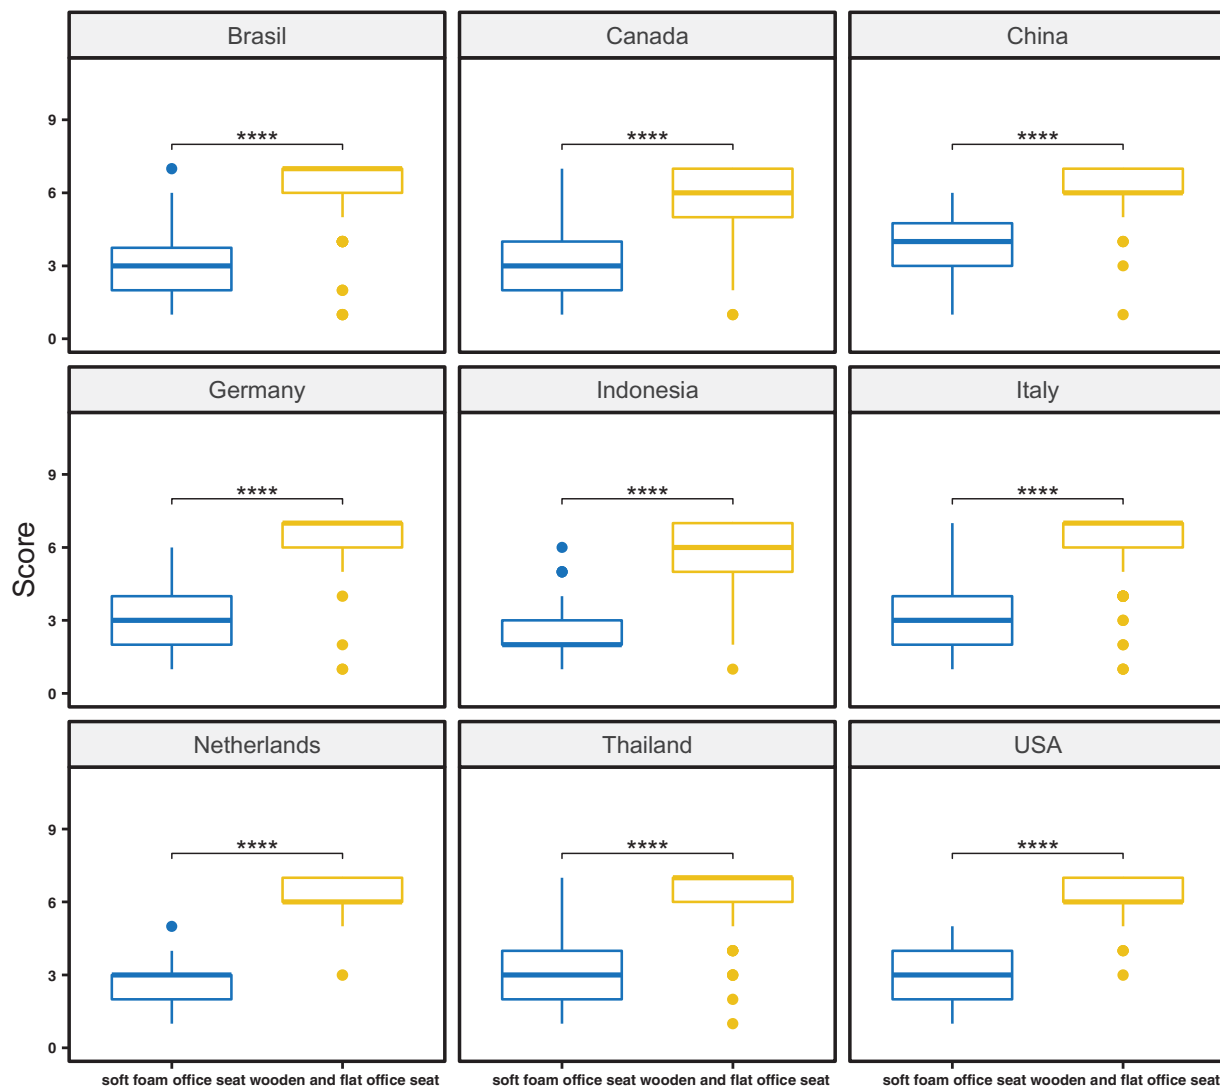 Brasil Canada China
9 **** **** ****
6
3
0
Germany Indonesia Italy
9 **** **** ****
6
3
0
Score
Netherlands Thailand USA
9 **** **** ****
6
3
0
soft foam office seat wooden and flat office seat soft foam office seat wooden and flat office seat soft foam office seat wooden and flat office seat